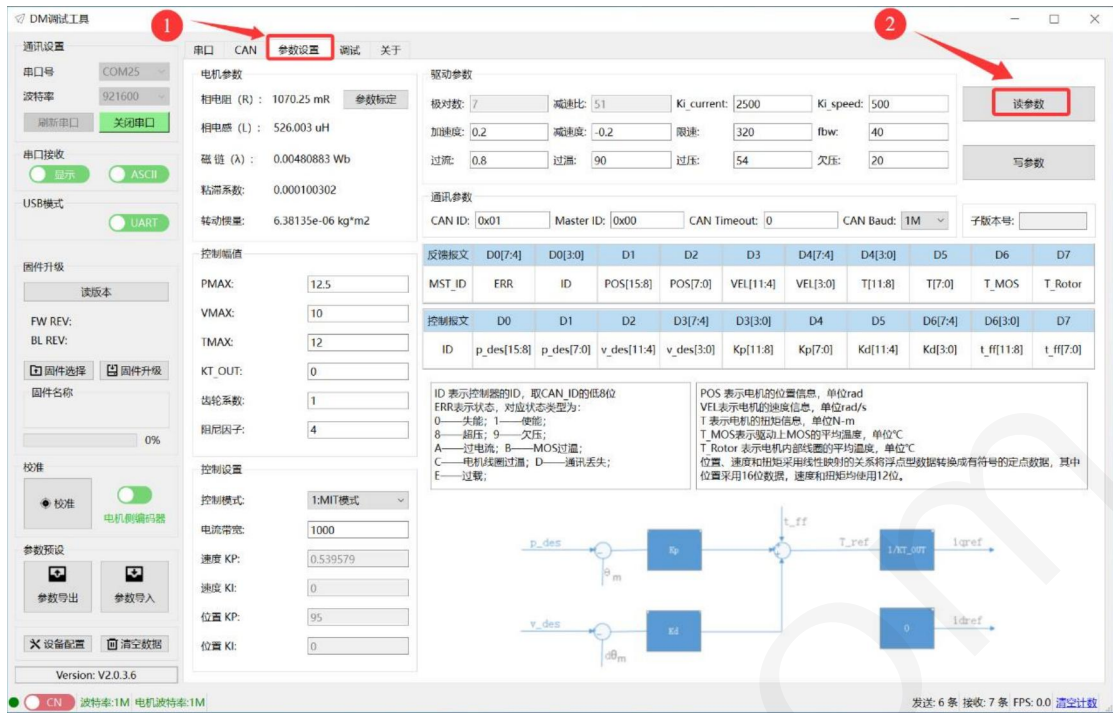 DM调试工具
1
2
通讯设置
串口号 COM25
波特率 921600
刷新串口 关闭串口
串口接收
显示 ASCII
USB模式
UART
固件升级
读版本
FW REV:
BL REV:
固件选择 固件升级
固件名称
0%
校准
校准
电机侧编码器
参数预设
参数导出 参数导入
设备配置 清空数据
Version: V2.0.3.6
串口 CAN 参数设置 调试 关于
电机参数
相电阻 (R) : 1070.25 mR 参数标定
相电感 (L) : 526.003 uH
磁 链 (λ) : 0.00480883 Wb
粘滞系数: 0.000100302
转动惯量: 6.38135e-06 kg*m2
控制幅值
PMAX: 12.5
VMAX: 10
TMAX: 12
KT_OUT: 0
齿轮系数: 1
阻尼因子: 4
控制设置
控制模式: 1:MIT模式
电流带宽: 1000
速度 KP: 0.539579
速度 KI: 0
位置 KP: 95
位置 KI: 0
驱动参数
极对数: 7 减速比: 51 Ki_current: 2500 Ki_speed: 500
加速度: 0.2 减速度: -0.2 限速: 320 fbw: 40
过流: 0.8 过温: 90 过压: 54 欠压: 20
读参数
写参数
通讯参数
CAN ID: 0x01 Master ID: 0x00 CAN Timeout: 0 CAN Baud: 1M 子版本号:
反馈报文 D0[7:4] D0[3:0] D1 D2 D3 D4[7:4] D4[3:0] D5 D6 D7
MST_ID ERR ID POS[15:8] POS[7:0] VEL[11:4] VEL[3:0] T[11:8] T[7:0] T_MOS T_Rotor
控制报文 D0 D1 D2 D3[7:4] D3[3:0] D4 D5 D6[7:4] D6[3:0] D7
ID p_des[15:8] p_des[7:0] v_des[11:4] v_des[3:0] Kp[11:8] Kp[7:0] Kd[11:4] Kd[3:0] t_ff[11:8] t_ff[7:0]
ID 表示控制器的ID，取CAN_ID的低8位
ERR表示状态，对应状态类型为：
0——失能；1——使能；
8——超压；9——欠压；
A——过电流；B——MOS过温；
C——电机线圈过温；D——通讯丢失；
E——过载；
POS 表示电机的位置信息，单位rad
VEL表示电机的速度信息，单位rad/s
T 表示电机的扭矩信息，单位N-m
T_MOS表示驱动上MOS的平均温度，单位℃
T_Rotor 表示电机内部线圈的平均温度，单位℃
位置、速度和扭矩采用线性映射的关系将浮点型数据转换成有符号的定点数据，其中
位置采用16位数据，速度和扭矩均使用12位。
t_ff
p_des Kp T_ref 1/KT_OUT iqref
θm
v_des Kd 0 idref
dθm
CN 波特率:1M 电机波特率:1M
发送: 6 条 接收: 7 条 FPS: 0.0 清空计数